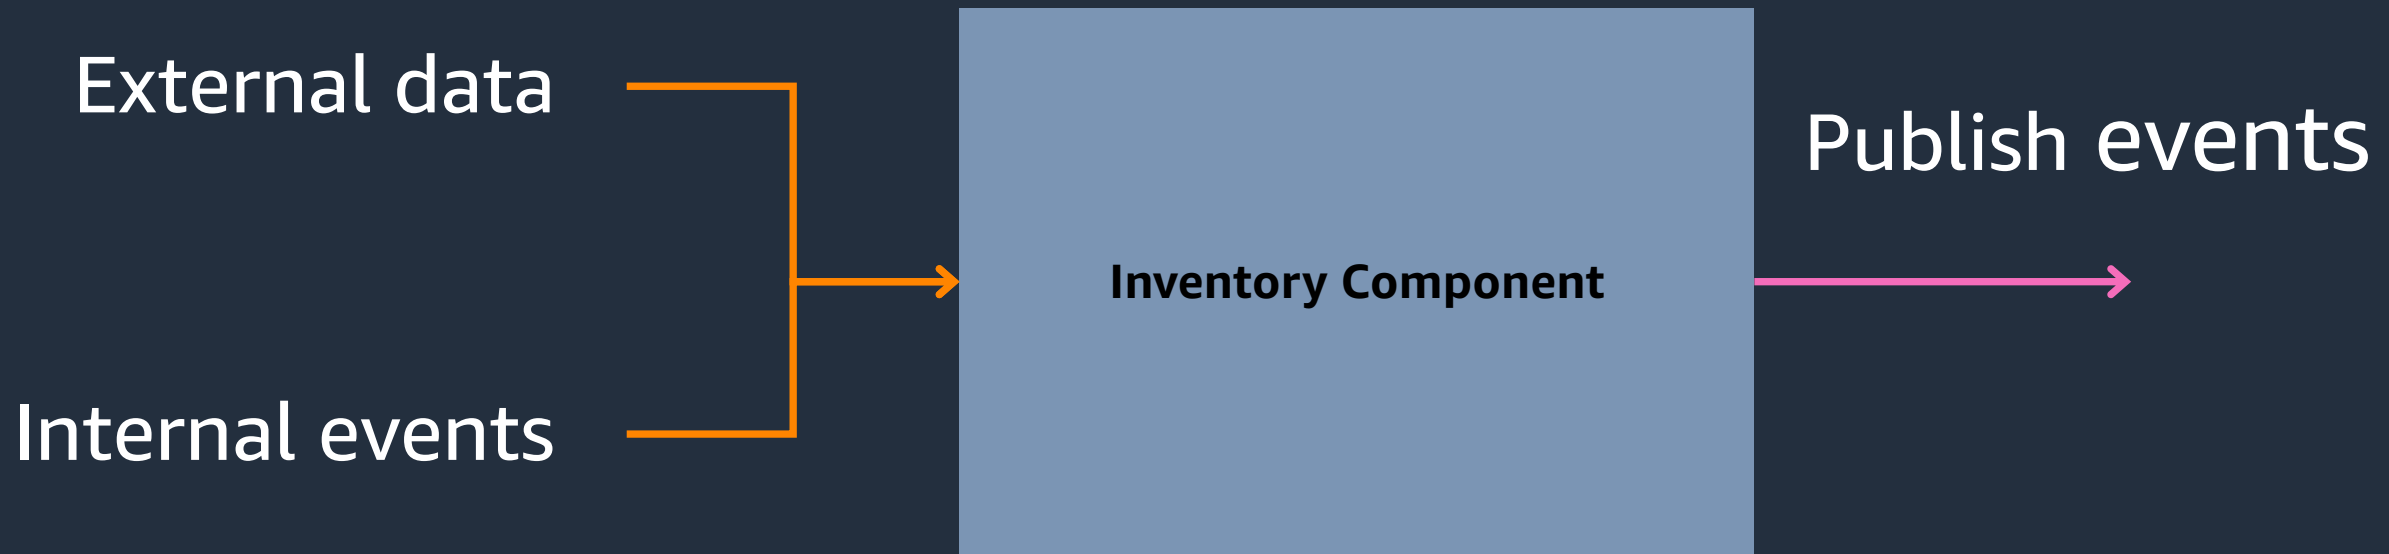 External data
Publish events
Inventory Component
Internal events